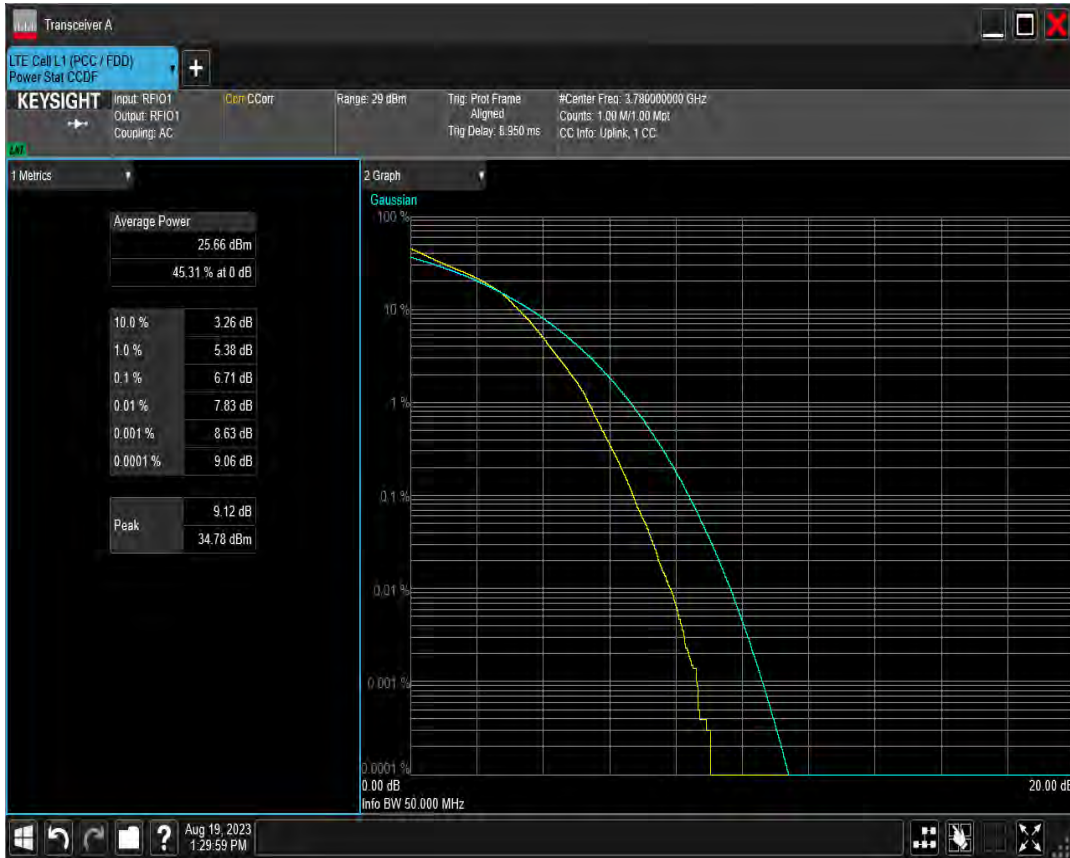 Transceiver A
LTE Cell L1 (PCC / FDD)
Power Stat CCDF
KEYSIGHT
Input: RFIO1
Output: RFIO1
Coupling: AC
Corr CCorr
Range: 29 dBm
Trig: Prot Frame
Aligned
Trig Delay: 8.950 ms
#Center Freq: 3.780000000 GHz
Counts: 1.00 M/1.00 Mpt
CC Info: Uplink, 1 CC
1 Metrics
Average Power
25.66 dBm
45.31 % at 0 dB
10.0 % 3.26 dB
1.0 % 5.38 dB
0.1 % 6.71 dB
0.01 % 7.83 dB
0.001 % 8.63 dB
0.0001 % 9.06 dB
Peak
9.12 dB
34.78 dBm
2 Graph
Gaussian
100 %
10 %
1 %
0.1 %
0.01 %
0.001 %
0.0001 %
0.00 dB
20.00 dB
Info BW 50.000 MHz
Aug 19, 2023
1:29:59 PM